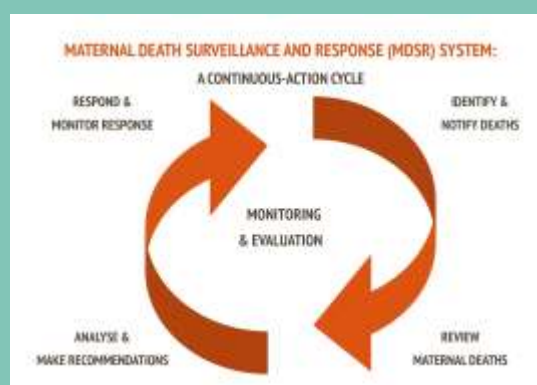 MATERNAL DEATH SURVEILLANCE AND RESPONSE (MDSR) SYSTEM:
A CONTINUOUS-ACTION CYCLE
RESPOND &
MONITOR RESPONSE
IDENTIFY &
NOTIFY DEATHS
MONITORING
& EVALUATION
ANALYSE &
MAKE RECOMMENDATIONS
REVIEW
MATERNAL DEATHS